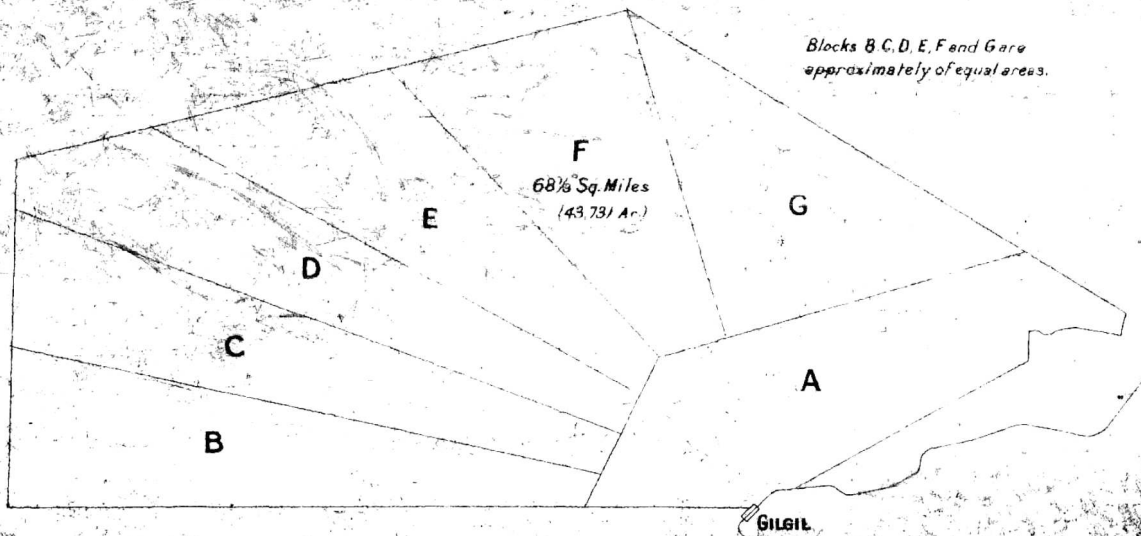 Blocks B, C, D, E, F and G are
approximately of equal areas.
F
68⅓ Sq. Miles
(43,731 Ac.)
G
E
D
C
A
B
GILGIL